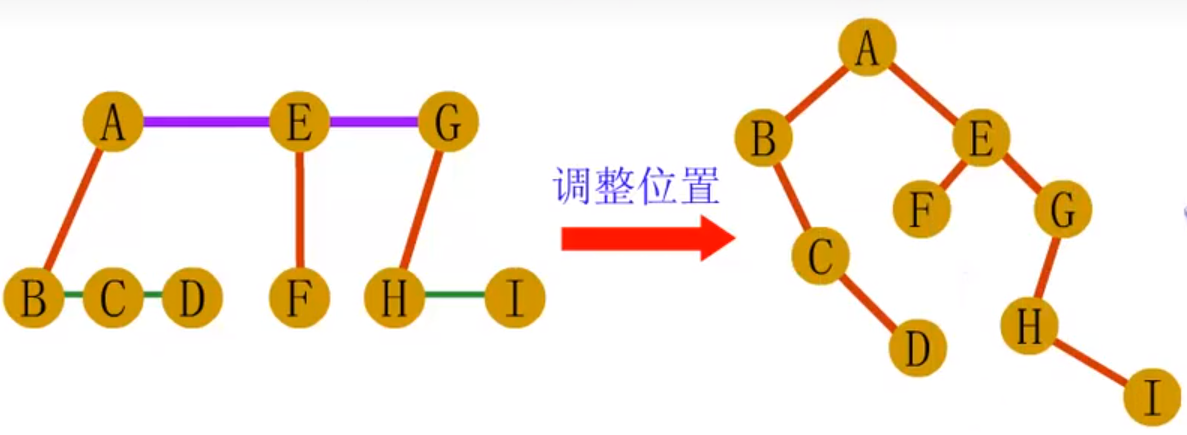 A E G
B C D F H I
调整位置
A
B E
F G
C
H
D
I